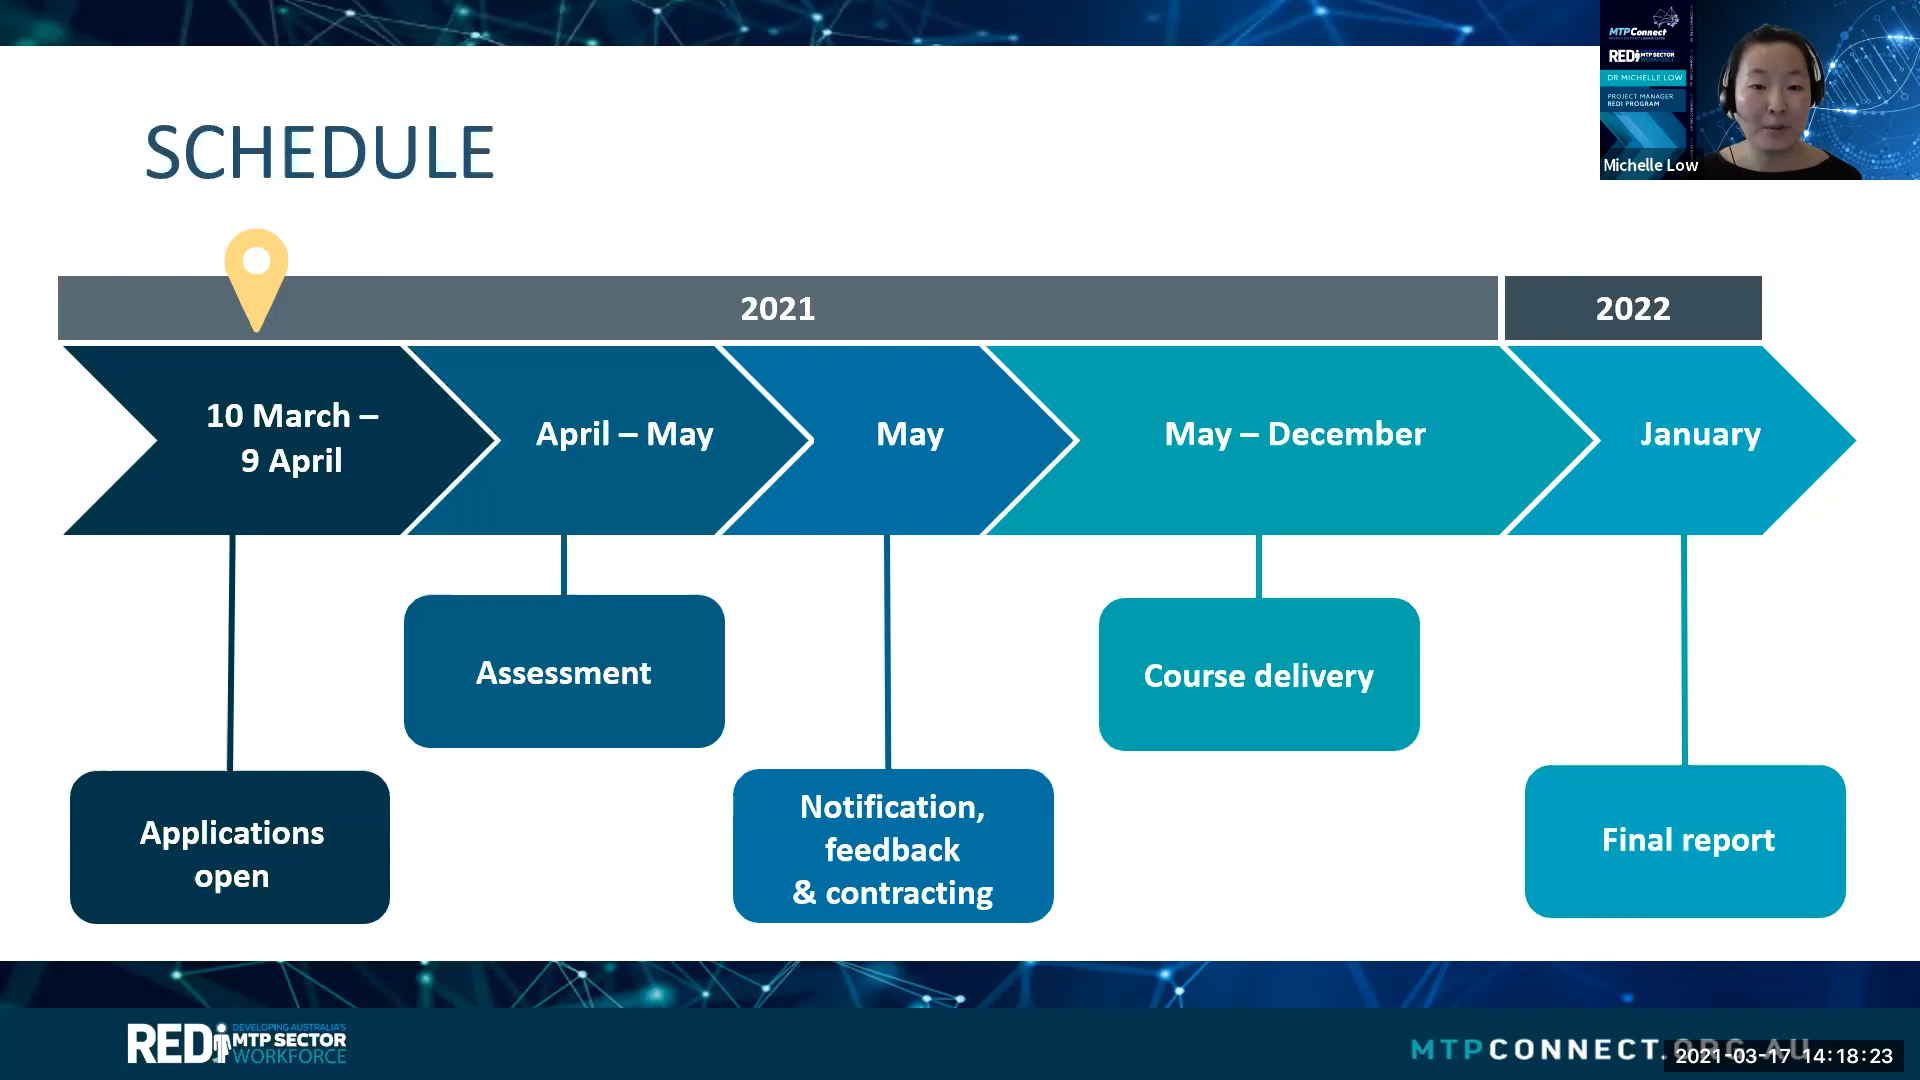 MTPConnect
REDi MTP SECTOR
WORKFORCE
DR MICHELLE LOW
PROJECT MANAGER
REDI PROGRAM
Michelle Low
SCHEDULE
2021
2022
10 March –
9 April
April – May
May
May – December
January
Assessment
Course delivery
Applications
open
Notification,
feedback
& contracting
Final report
REDi
DEVELOPING AUSTRALIA'S
MTP SECTOR
WORKFORCE
MTPCONNECT.ORG.AU
2021-03-17 14:18:23